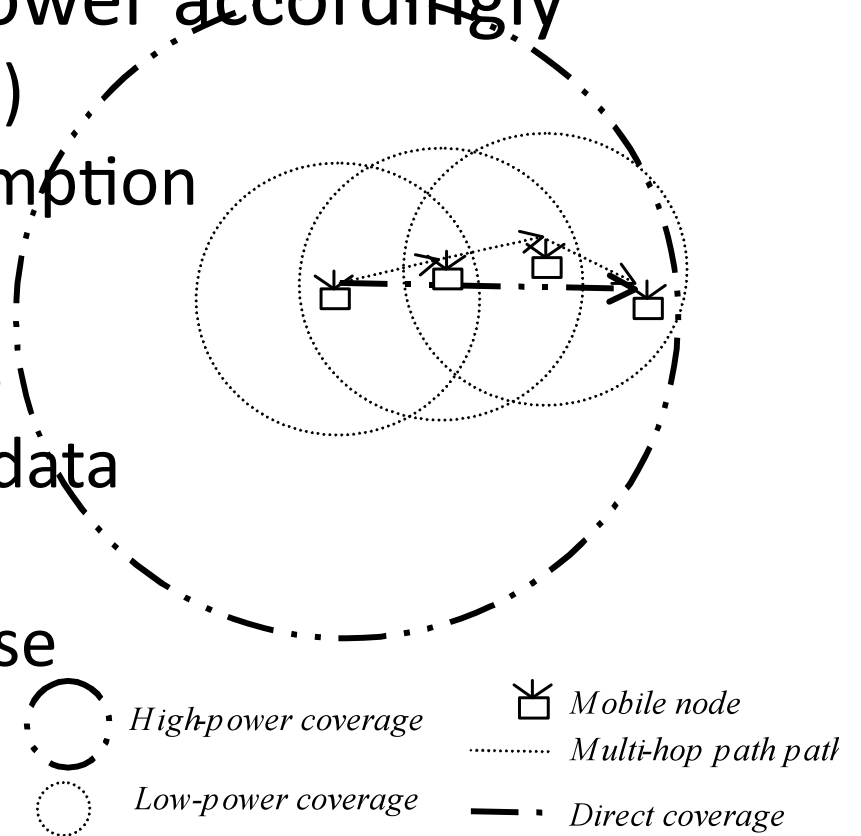 ower accordingly
)
mption
data
se
High-power coverage
Low-power coverage
Mobile node
Multi-hop path path
Direct coverage